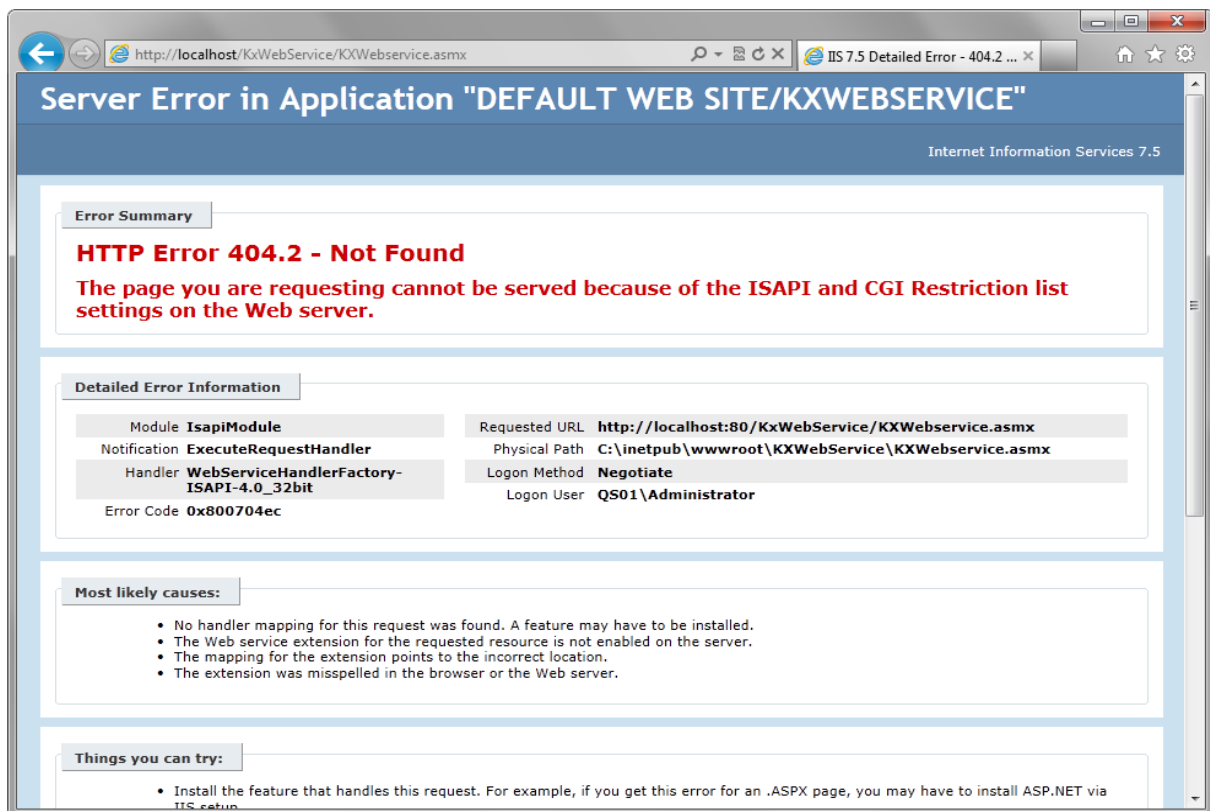 http://localhost/KxWebService/KXWebservice.asmx
IIS 7.5 Detailed Error - 404.2 ...
Server Error in Application "DEFAULT WEB SITE/KXWEBSERVICE"
Internet Information Services 7.5
Error Summary
HTTP Error 404.2 - Not Found
The page you are requesting cannot be served because of the ISAPI and CGI Restriction list
settings on the Web server.
Detailed Error Information
Module IsapiModule
Notification ExecuteRequestHandler
Handler WebServiceHandlerFactory-
ISAPI-4.0_32bit
Error Code 0x800704ec
Requested URL http://localhost:80/KxWebService/KXWebservice.asmx
Physical Path C:\inetpub\wwwroot\KXWebService\KXWebservice.asmx
Logon Method Negotiate
Logon User QS01\Administrator
Most likely causes:
• No handler mapping for this request was found. A feature may have to be installed.
• The Web service extension for the requested resource is not enabled on the server.
• The mapping for the extension points to the incorrect location.
• The extension was misspelled in the browser or the Web server.
Things you can try:
• Install the feature that handles this request. For example, if you get this error for an .ASPX page, you may have to install ASP.NET via
IIS setup.